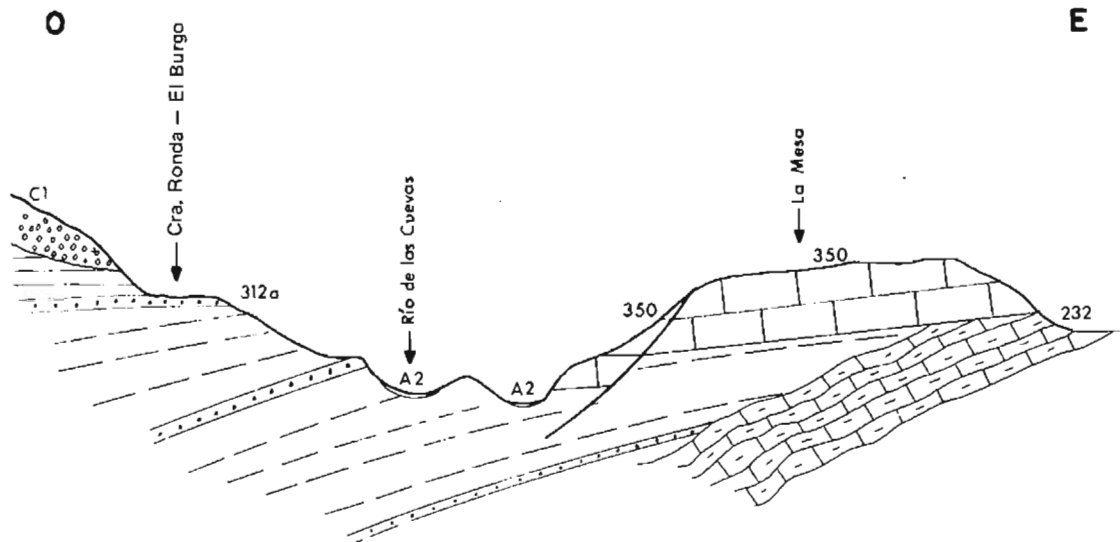 O
E
Cra. Ronda — El Burgo
Río de las Cuevas
La Mesa
C1
312a
350
350
232
A2
A2